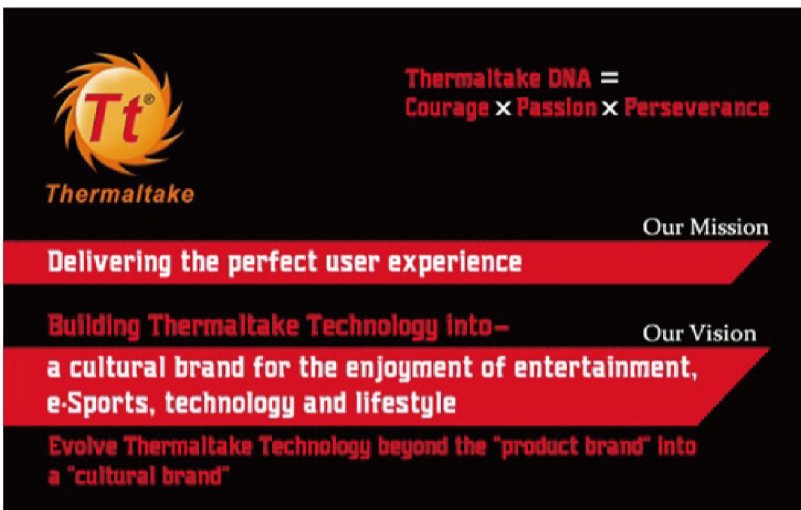 Tt®
Thermaltake
Thermaltake DNA =
Courage x Passion x Perseverance
Our Mission
Delivering the perfect user experience
Building Thermaltake Technology into–
Our Vision
a cultural brand for the enjoyment of entertainment,
e·Sports, technology and lifestyle
Evolve Thermaltake Technology beyond the "product brand" into
a "cultural brand"